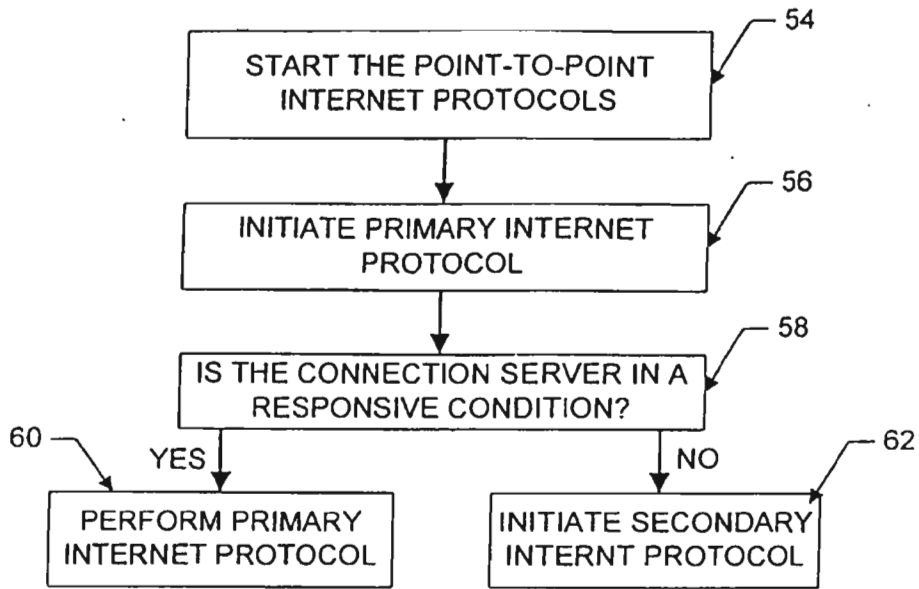 54
START THE POINT-TO-POINT
INTERNET PROTOCOLS
56
INITIATE PRIMARY INTERNET
PROTOCOL
58
IS THE CONNECTION SERVER IN A
RESPONSIVE CONDITION?
60
YES
NO
62
PERFORM PRIMARY
INTERNET PROTOCOL
INITIATE SECONDARY
INTERNT PROTOCOL